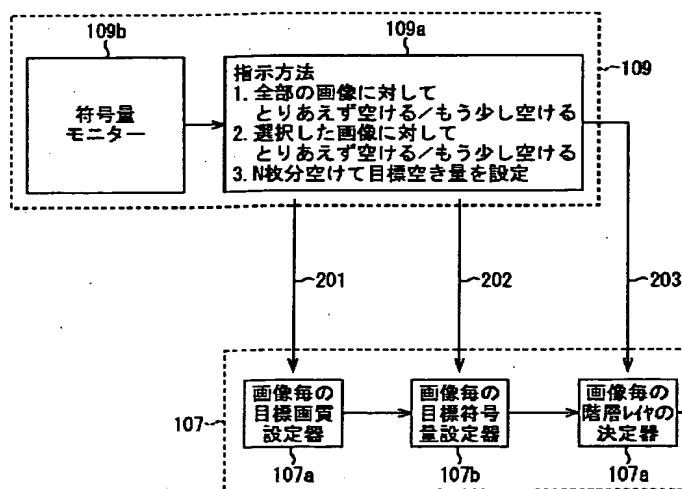 109b
109a
109
符号量
モニター
指示方法
1. 全部の画像に対して
とりあえず空ける/もう少し空ける
2. 選択した画像に対して
とりあえず空ける/もう少し空ける
3. N枚分空けて目標空き量を設定
201
202
203
107
画像毎の
目標画質
設定器
画像毎の
目標符号
量設定器
画像毎の
階層レイヤの
決定器
107a
107b
107a